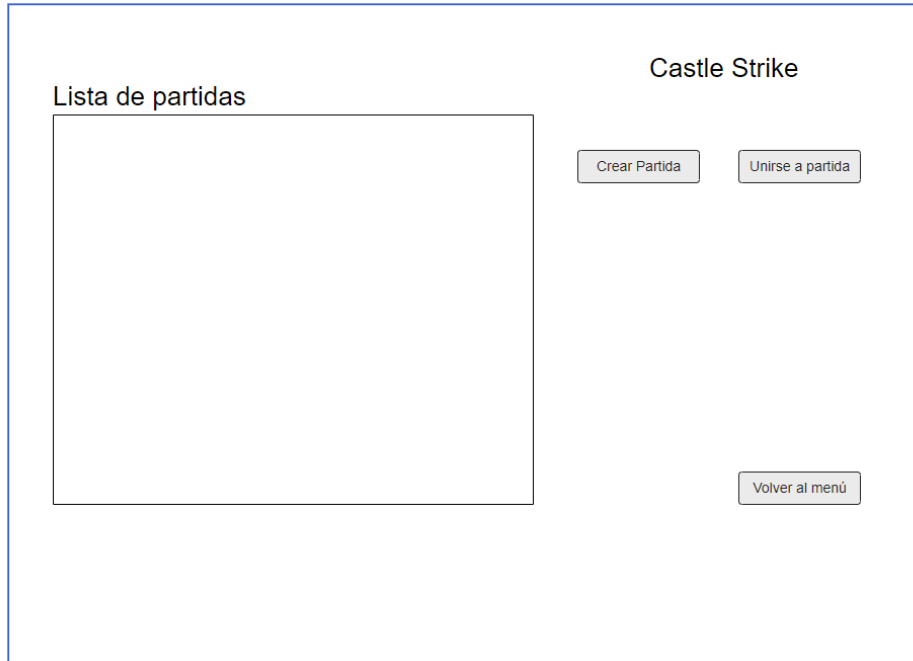 Castle Strike
Lista de partidas
Crear Partida
Unirse a partida
Volver al menú